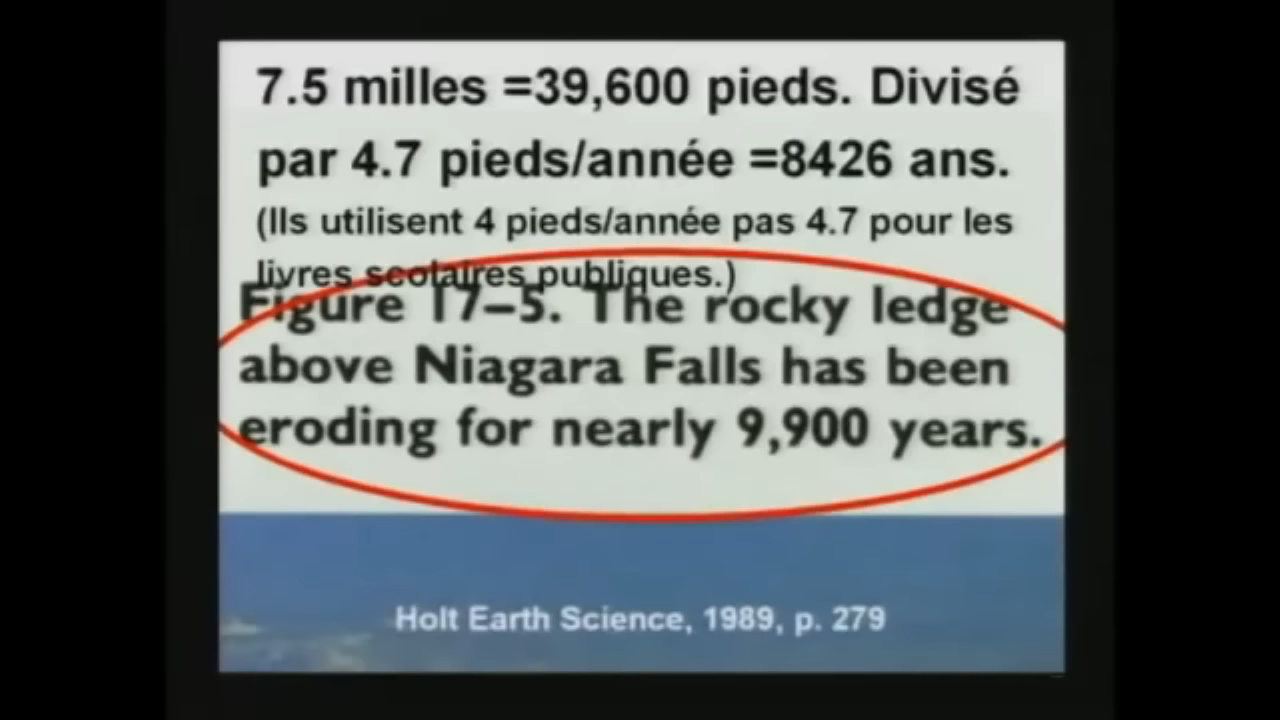 7.5 milles =39,600 pieds. Divisé
par 4.7 pieds/année =8426 ans.
(Ils utilisent 4 pieds/année pas 4.7 pour les
livres scolaires publiques.)
Figure 17–5. The rocky ledge
above Niagara Falls has been
eroding for nearly 9,900 years.
Holt Earth Science, 1989, p. 279